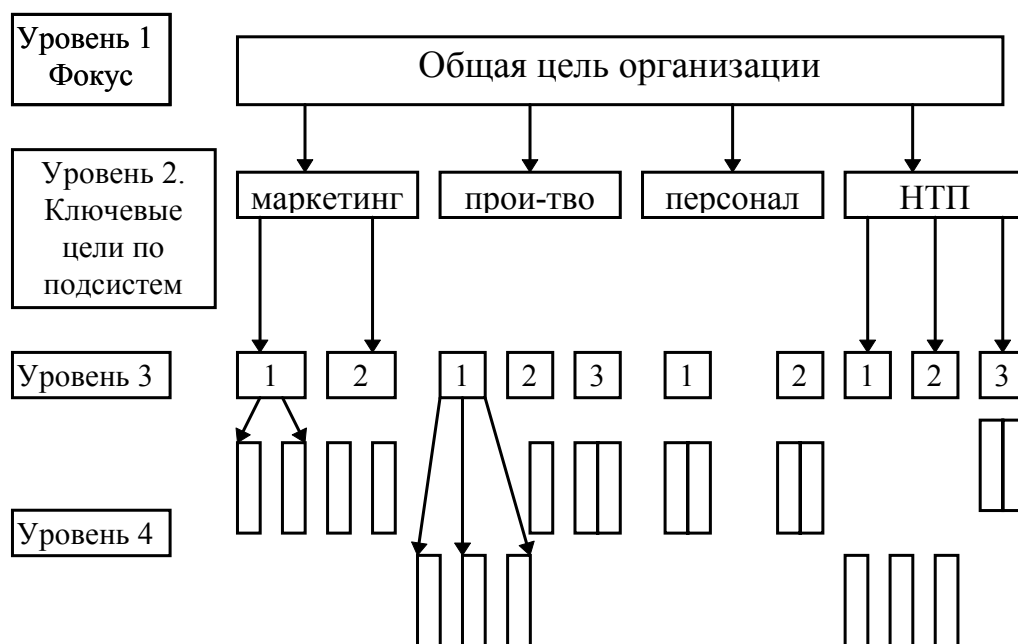 Уровень 1
Фокус
Общая цель организации
Уровень 2.
Ключевые
цели по
подсистем
маркетинг
прои-тво
персонал
НТП
Уровень 3
1
2
1
2
3
1
2
1
2
3
Уровень 4